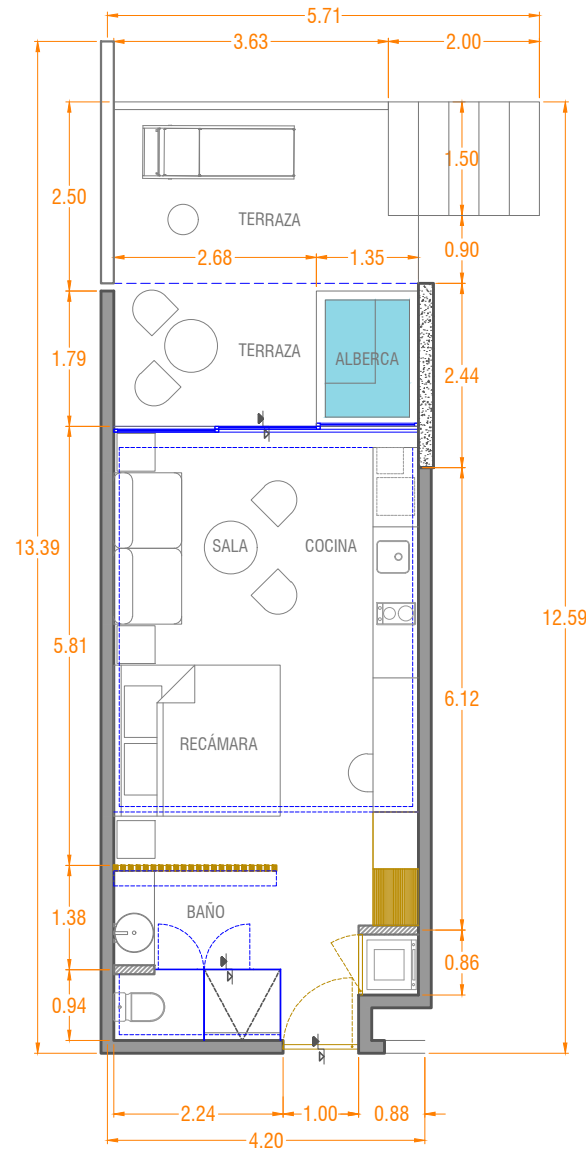 5.71
3.63 2.00
2.50
1.50
TERRAZA
0.90
2.68 1.35
1.79
TERRAZA
ALBERCA
2.44
13.39
SALA
COCINA
12.59
5.81
6.12
RECÁMARA
1.38
BAÑO
0.86
0.94
2.24 1.00 0.88
4.20